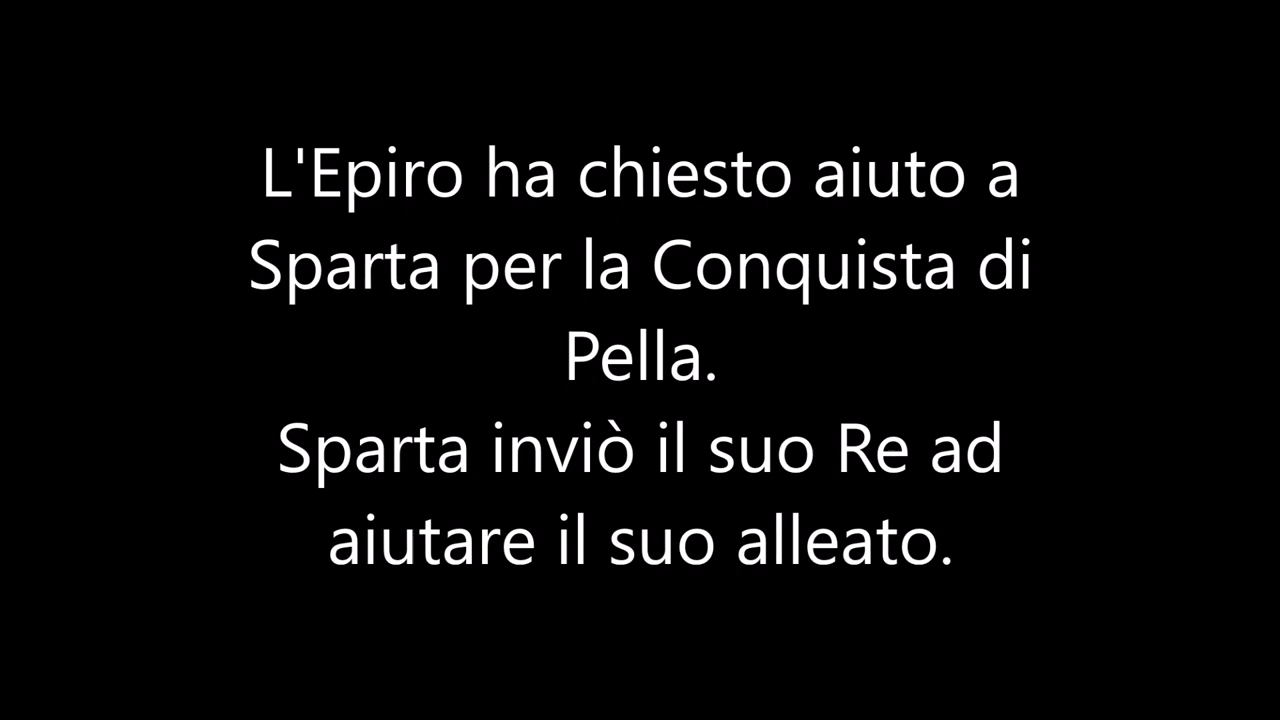 L'Epiro ha chiesto aiuto a
Sparta per la Conquista di
Pella.
Sparta inviò il suo Re ad
aiutare il suo alleato.